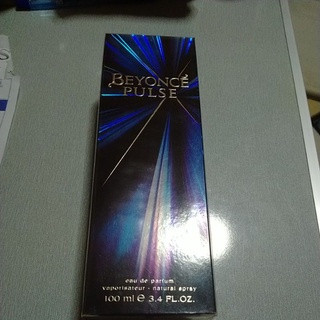 BEYONCÉ
PULSE
eau de parfum
vaporisateur - natural spray
100 ml e 3.4 FL.OZ.